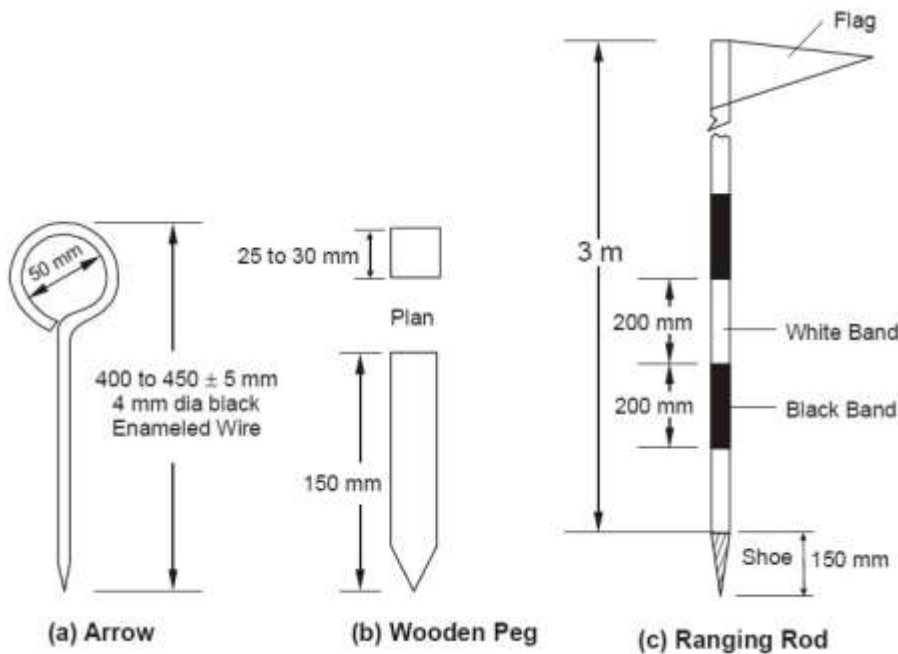 Flag
3 m
50 mm
25 to 30 mm
Plan
200 mm
White Band
400 to 450 ± 5 mm
4 mm dia black
Enameled Wire
200 mm
Black Band
150 mm
Shoe
150 mm
(a) Arrow
(b) Wooden Peg
(c) Ranging Rod